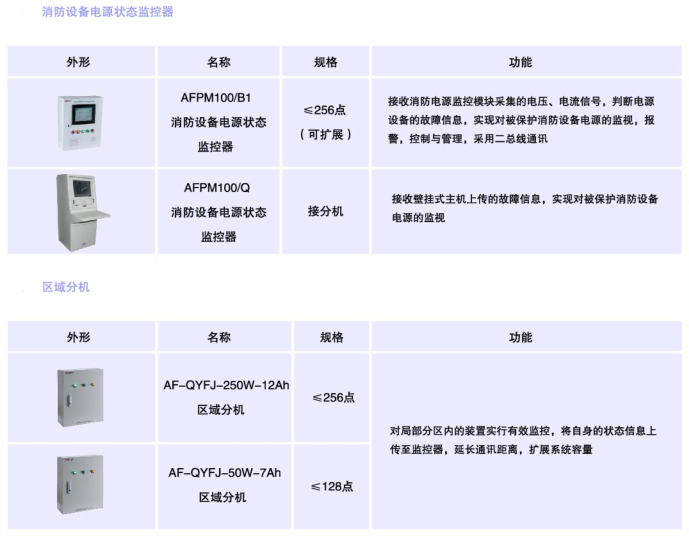 消防设备电源状态监控器
外形 名称 规格 功能
AFPM100/B1
消防设备电源状态
监控器
≤256点
（可扩展）
接收消防电源监控模块采集的电压、电流信号，判断电源
设备的故障信息，实现对被保护消防设备电源的监视，报
警，控制与管理，采用二总线通讯
AFPM100/Q
消防设备电源状态
监控器
接分机
接收壁挂式主机上传的故障信息，实现对被保护消防设备
电源的监视
区域分机
外形 名称 规格 功能
AF-QYFJ-250W-12Ah
区域分机
≤256点
AF-QYFJ-50W-7Ah
区域分机
≤128点
对局部分区内的装置实行有效监控，将自身的状态信息上
传至监控器，延长通讯距离，扩展系统容量